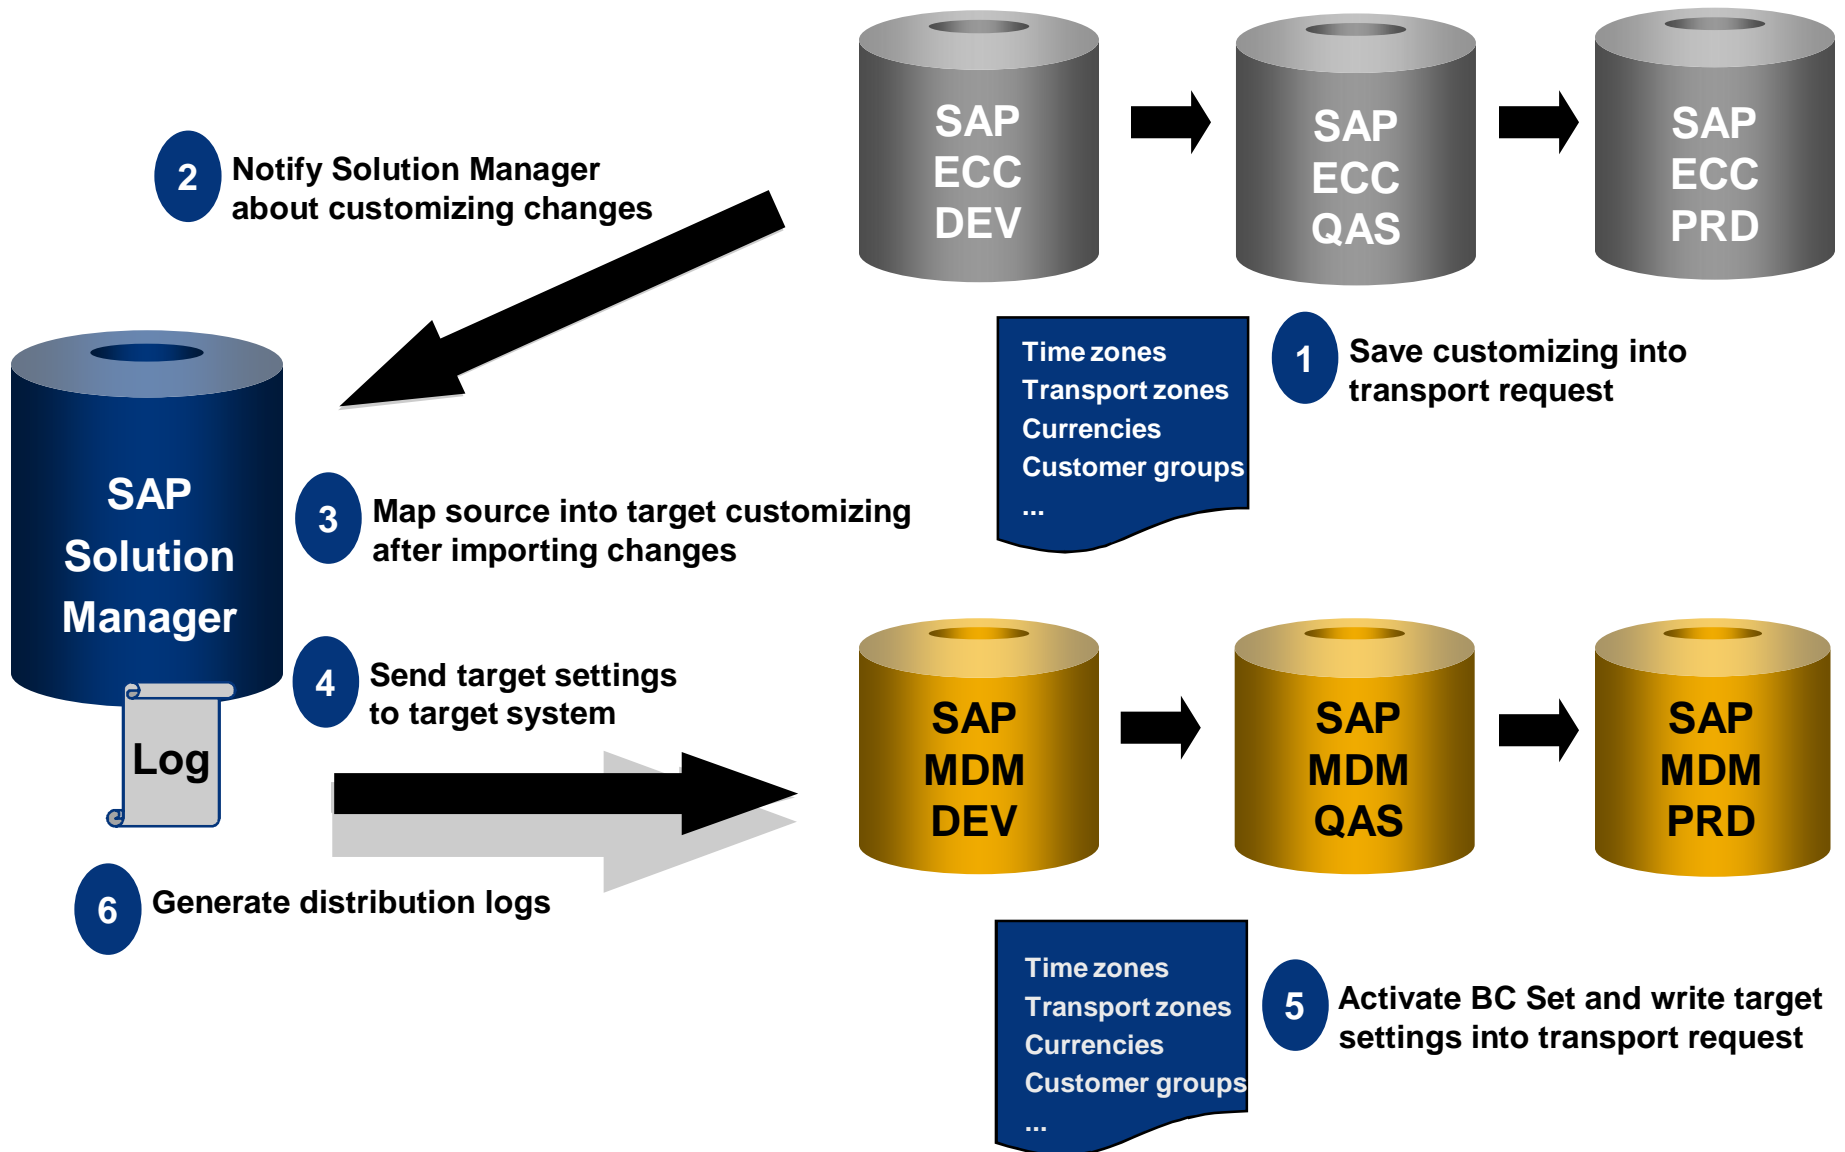 SAP
ECC
DEV
SAP
ECC
QAS
SAP
ECC
PRD
2
Notify Solution Manager
about customizing changes
Time zones
Transport zones
Currencies
Customer groups
...
1
Save customizing into
transport request
SAP
Solution
Manager
3
Map source into target customizing
after importing changes
4
Send target settings
to target system
Log
SAP
MDM
DEV
SAP
MDM
QAS
SAP
MDM
PRD
6
Generate distribution logs
Time zones
Transport zones
Currencies
Customer groups
...
5
Activate BC Set and write target
settings into transport request